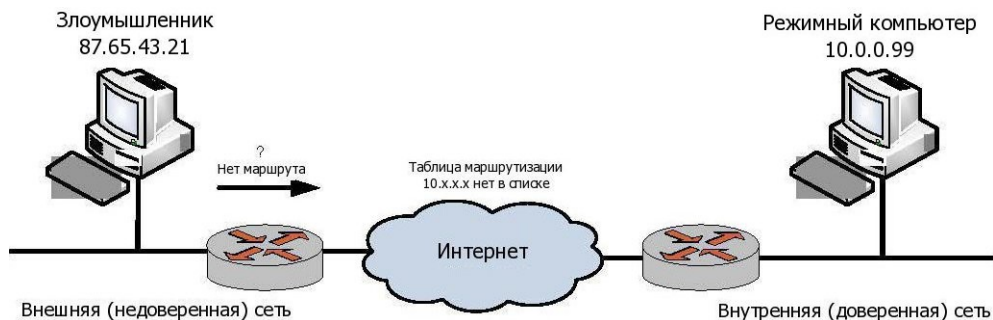 Злоумышленник
87.65.43.21
Режимный компьютер
10.0.0.99
?
Нет маршрута
Таблица маршрутизации
10.x.x.x нет в списке
Интернет
Внешняя (недоверенная) сеть
Внутренняя (доверенная) сеть